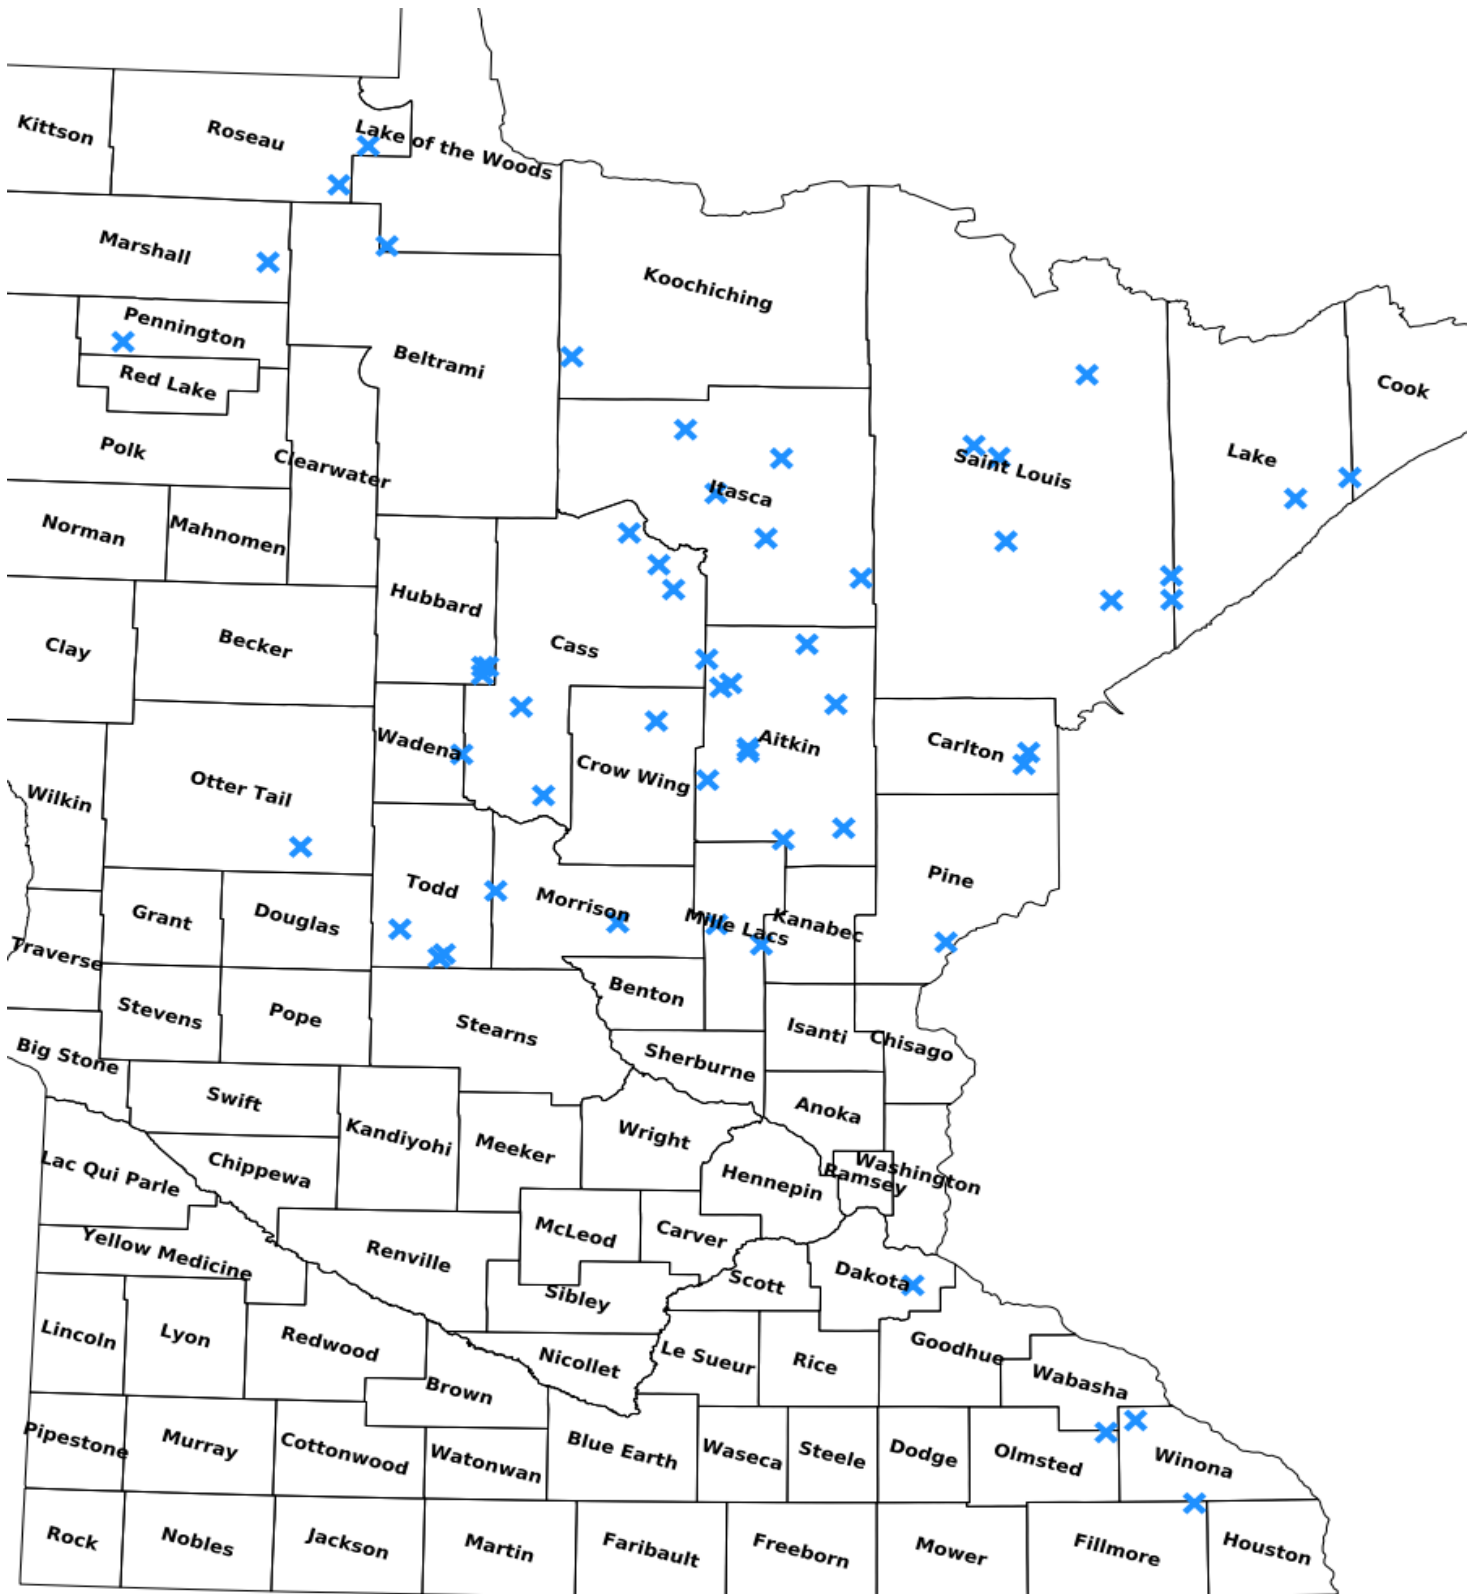 Kittson
Roseau
Lake of the Woods
Marshall
Koochiching
Pennington
Beltrami
Red Lake
Cook
Polk
Clearwater
Lake
Saint Louis
Itasca
Norman
Mahnomen
Hubbard
Clay
Becker
Cass
Wadena
Aitkin
Carlton
Otter Tail
Crow Wing
Wilkin
Todd
Morrison
Pine
Grant
Douglas
Mille Lacs
Kanabec
Traverse
Benton
Stevens
Pope
Stearns
Isanti
Chisago
Big Stone
Sherburne
Swift
Anoka
Kandiyohi
Meeker
Wright
Lac Qui Parle
Chippewa
Hennepin
Ramsey
Washington
McLeod
Carver
Yellow Medicine
Renville
Scott
Dakota
Sibley
Lincoln
Lyon
Redwood
Nicollet
Le Sueur
Rice
Goodhue
Wabasha
Brown
Pipestone
Murray
Cottonwood
Watonwan
Blue Earth
Waseca
Steele
Dodge
Olmsted
Winona
Rock
Nobles
Jackson
Martin
Faribault
Freeborn
Mower
Fillmore
Houston